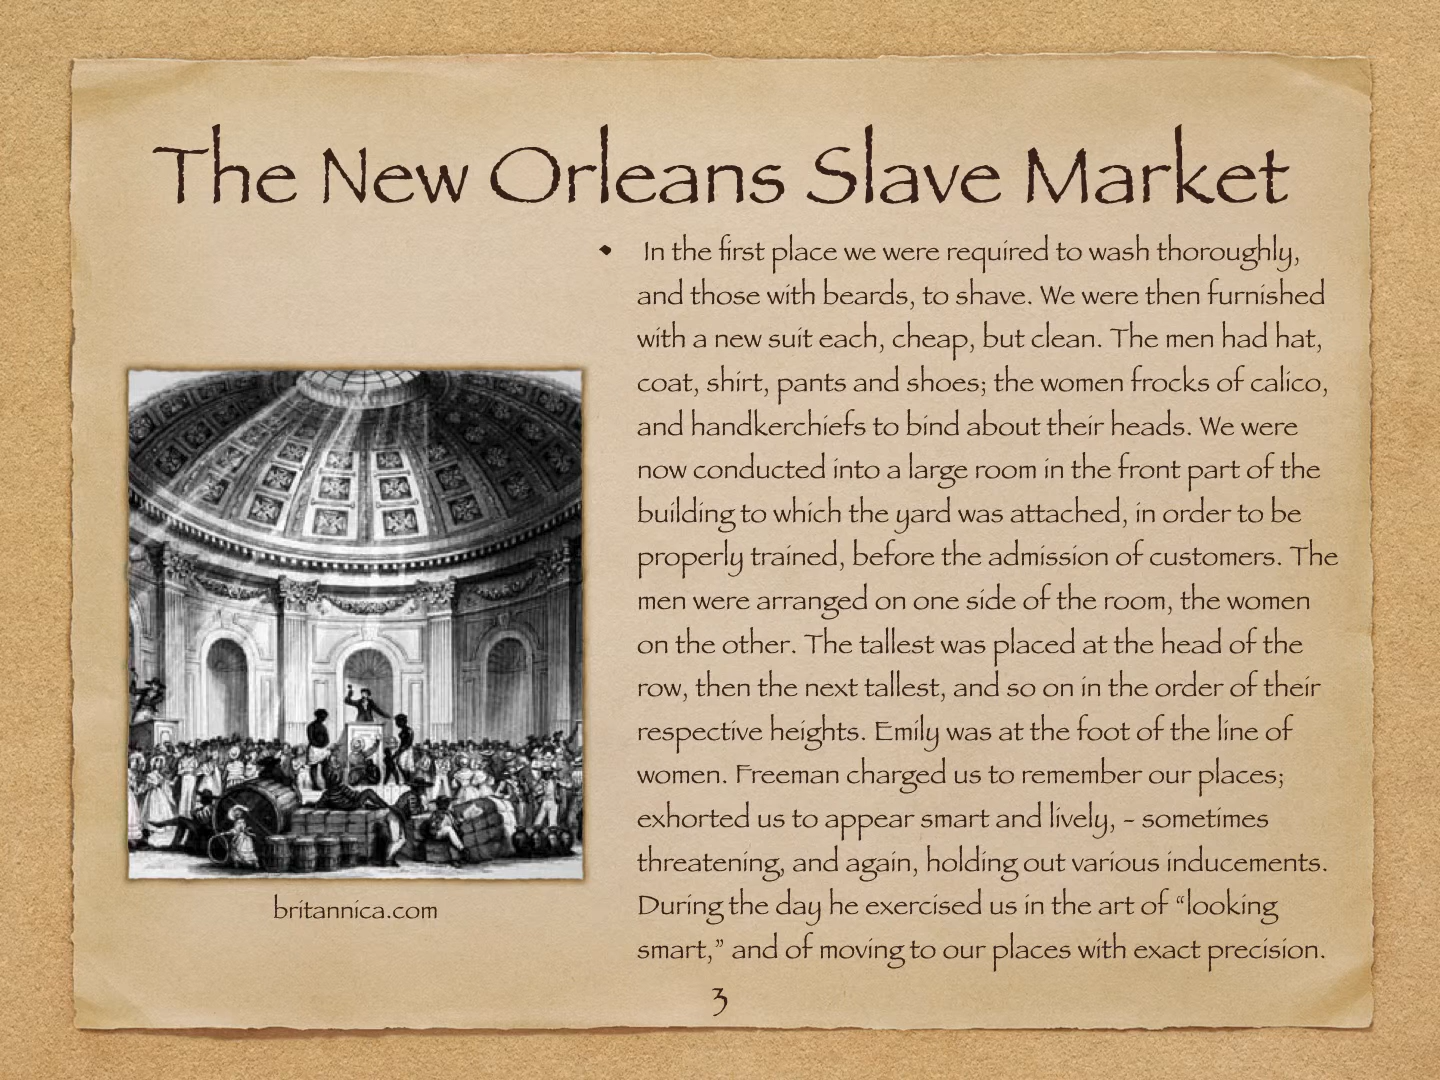 The New Orleans Slave Market
• In the first place we were required to wash thoroughly,
and those with beards, to shave. We were then furnished
with a new suit each, cheap, but clean. The men had hat,
coat, shirt, pants and shoes; the women frocks of calico,
and handkerchiefs to bind about their heads. We were
now conducted into a large room in the front part of the
building to which the yard was attached, in order to be
properly trained, before the admission of customers. The
men were arranged on one side of the room, the women
on the other. The tallest was placed at the head of the
row, then the next tallest, and so on in the order of their
respective heights. Emily was at the foot of the line of
women. Freeman charged us to remember our places;
exhorted us to appear smart and lively, - sometimes
threatening, and again, holding out various inducements.
During the day he exercised us in the art of “looking
smart,” and of moving to our places with exact precision.
britannica.com
3